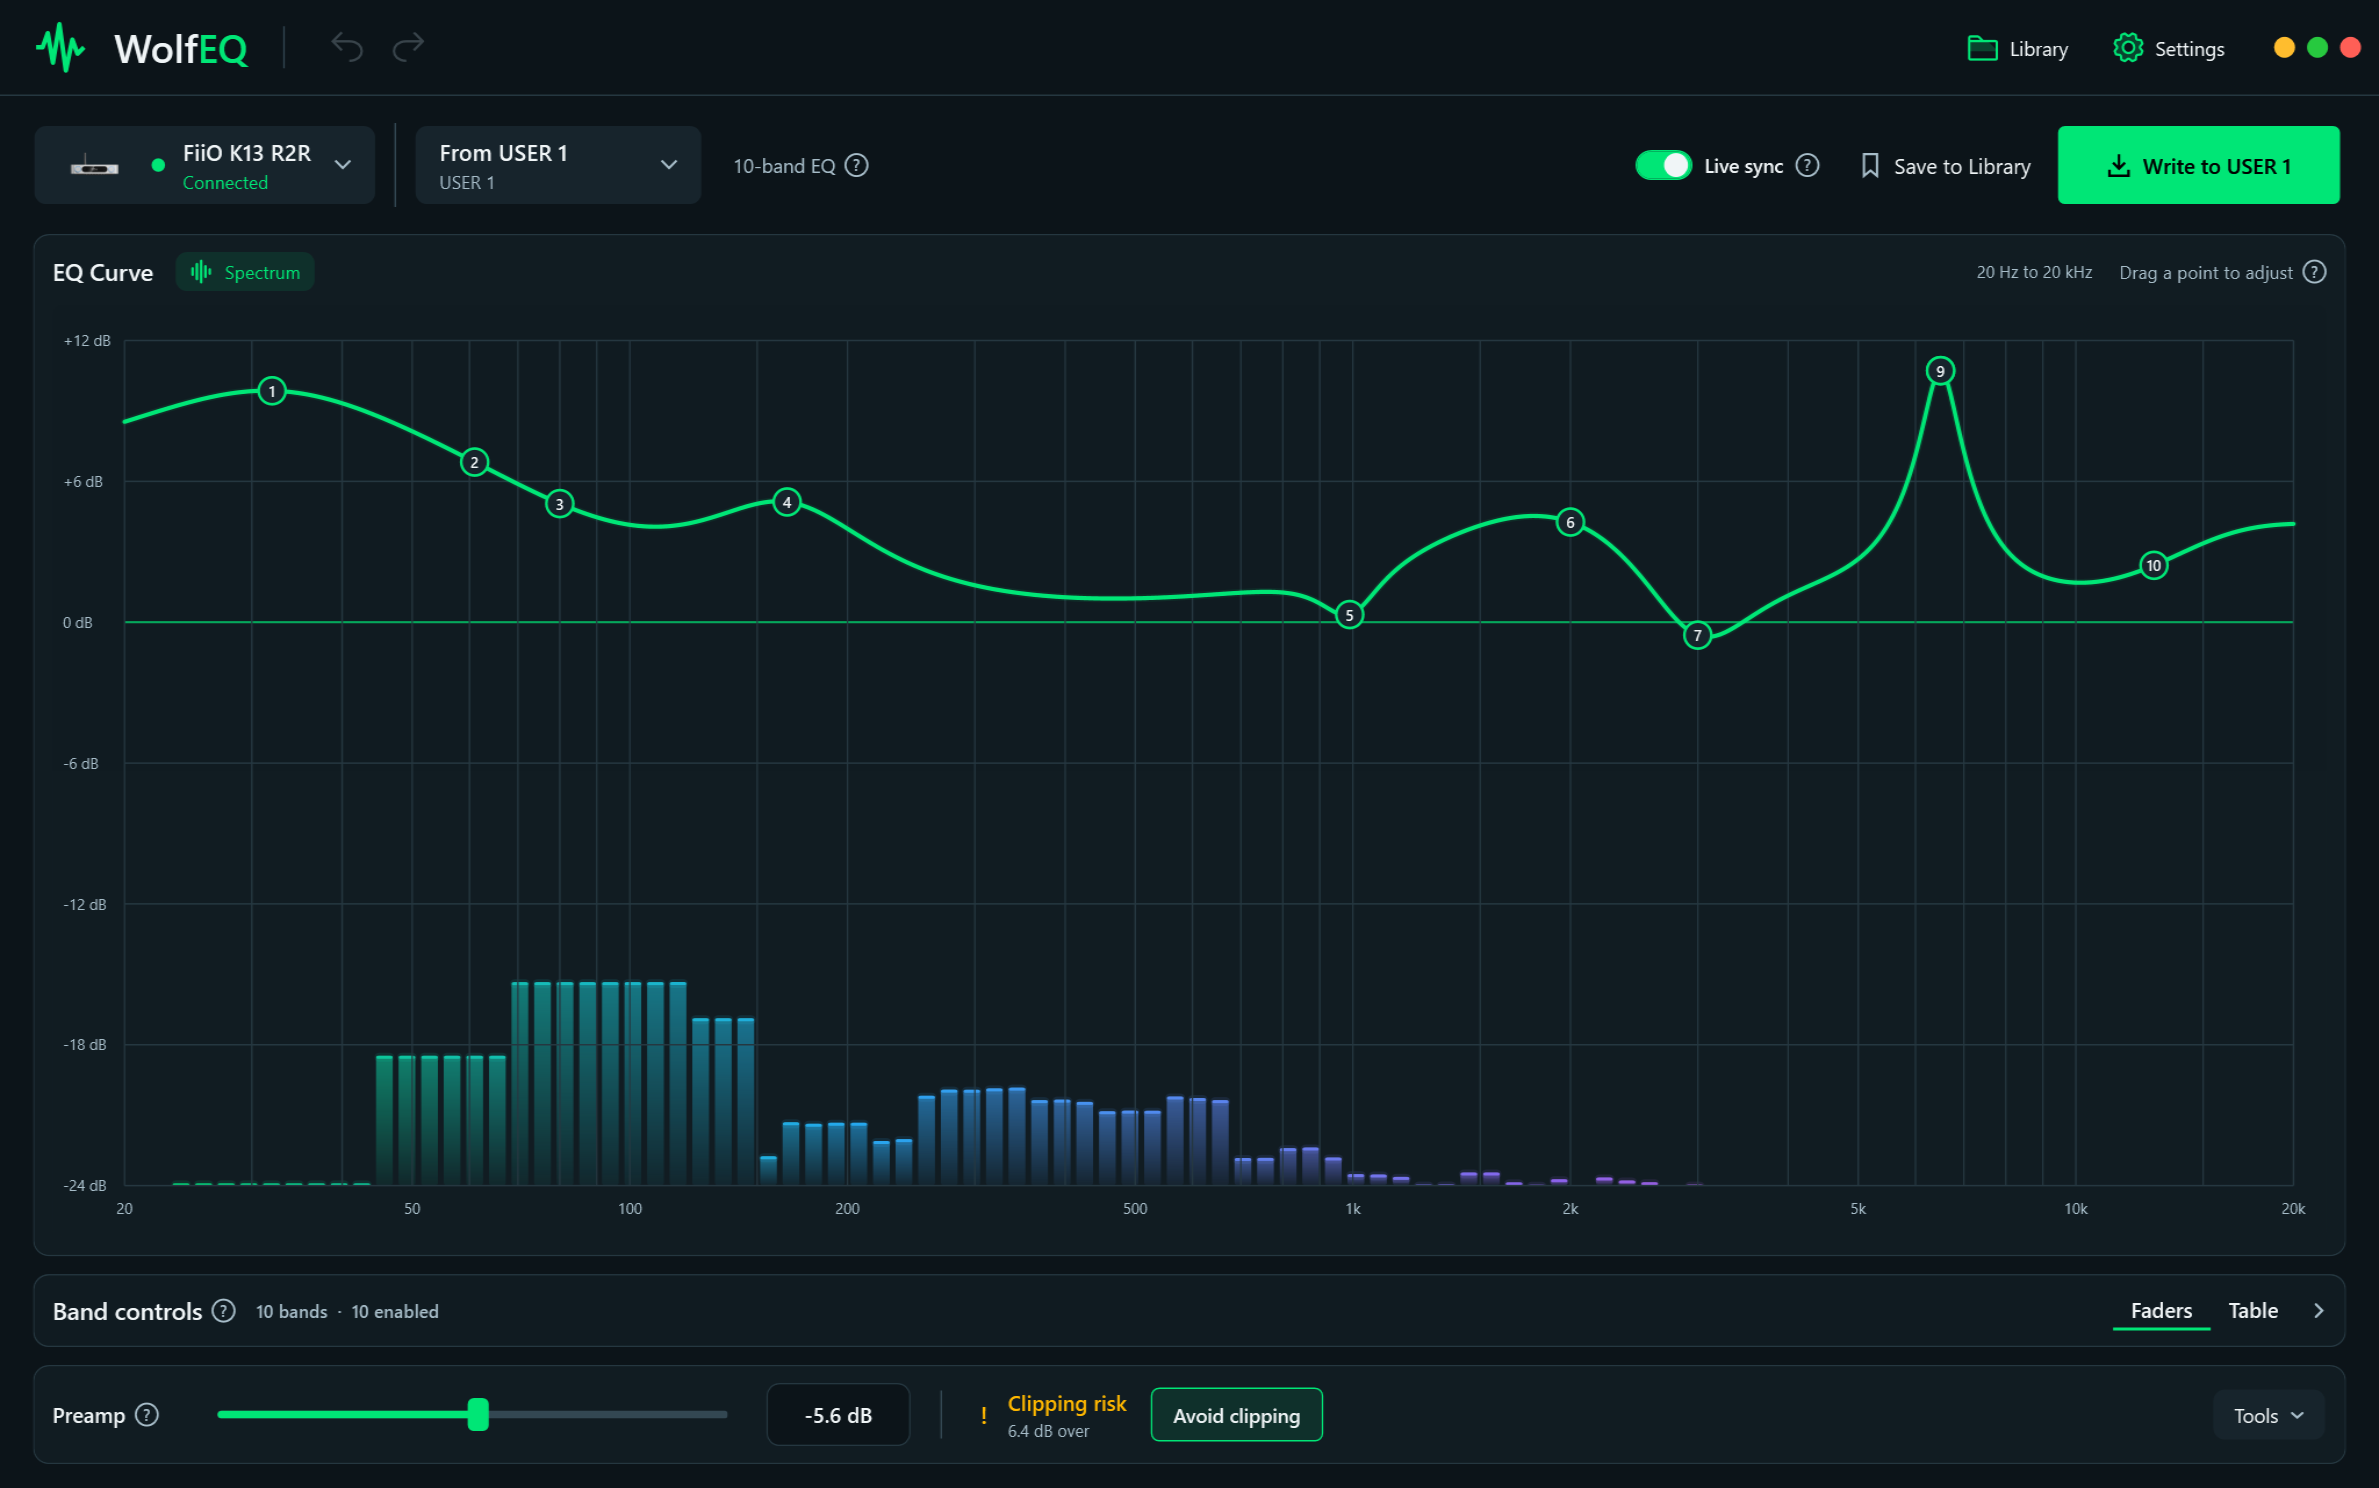 WolfEQ
Library
Settings
FiiO K13 R2R
Connected
From USER 1
USER 1
10-band EQ ?
Live sync ?
Save to Library
Write to USER 1
EQ Curve
Spectrum
20 Hz to 20 kHz
Drag a point to adjust ?
+12 dB
+6 dB
0 dB
-6 dB
-12 dB
-18 dB
-24 dB
1
2
3
4
5
6
7
9
10
20
50
100
200
500
1k
2k
5k
10k
20k
Band controls ? 10 bands · 10 enabled
Faders
Table
Preamp ?
-5.6 dB
! Clipping risk
6.4 dB over
Avoid clipping
Tools